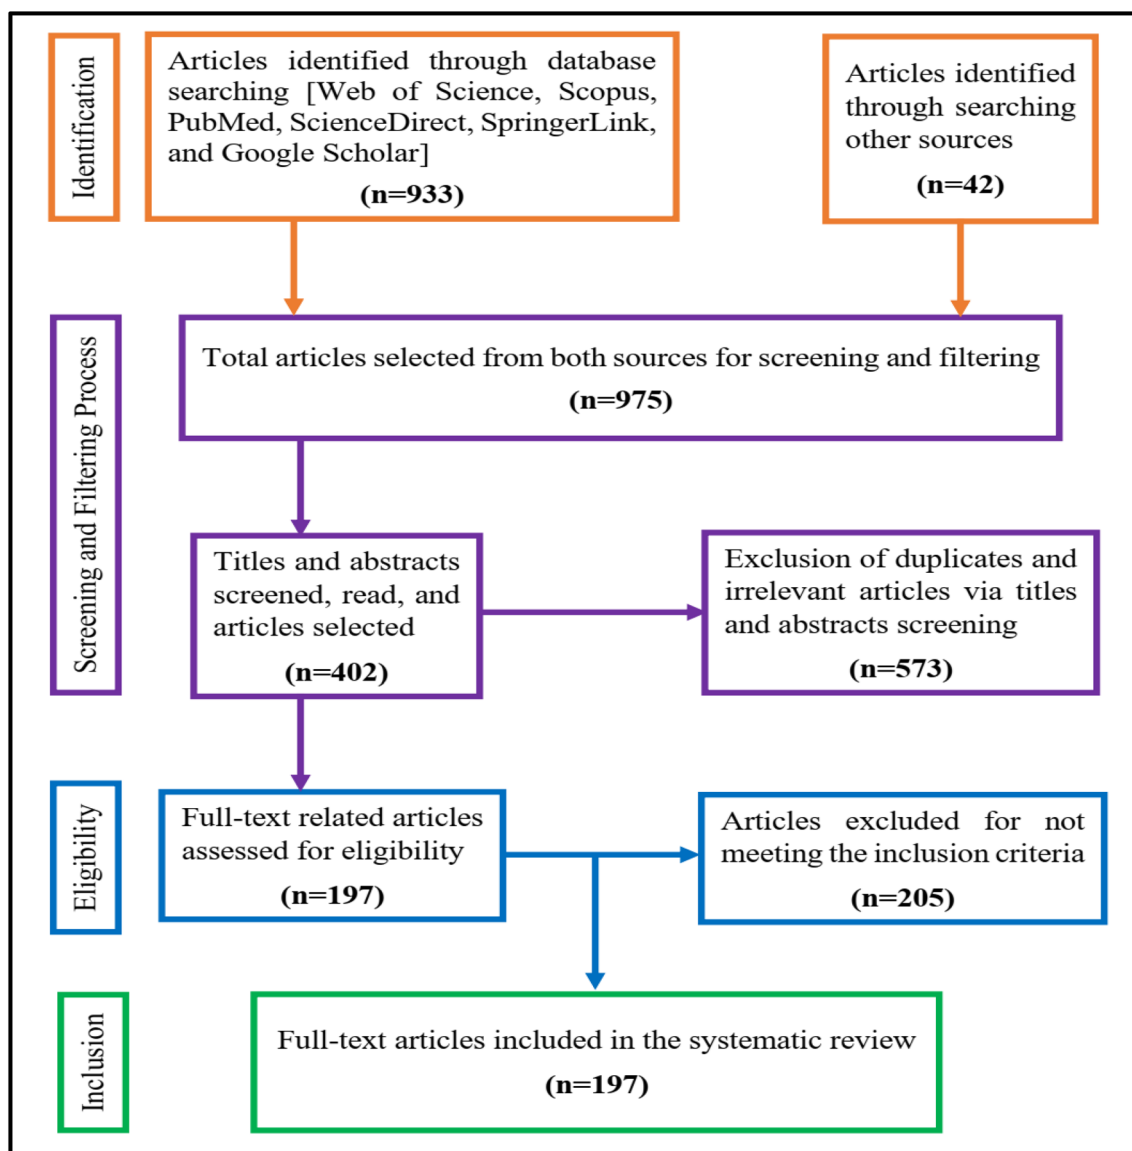 Identification
Articles identified through database
searching [Web of Science, Scopus,
PubMed, ScienceDirect, SpringerLink,
and Google Scholar]
(n=933)
Articles identified
through searching
other sources
(n=42)
Screening and Filtering Process
Total articles selected from both sources for screening and filtering
(n=975)
Titles and abstracts
screened, read, and
articles selected
(n=402)
Exclusion of duplicates and
irrelevant articles via titles
and abstracts screening
(n=573)
Eligibility
Full-text related articles
assessed for eligibility
(n=197)
Articles excluded for not
meeting the inclusion criteria
(n=205)
Inclusion
Full-text articles included in the systematic review
(n=197)